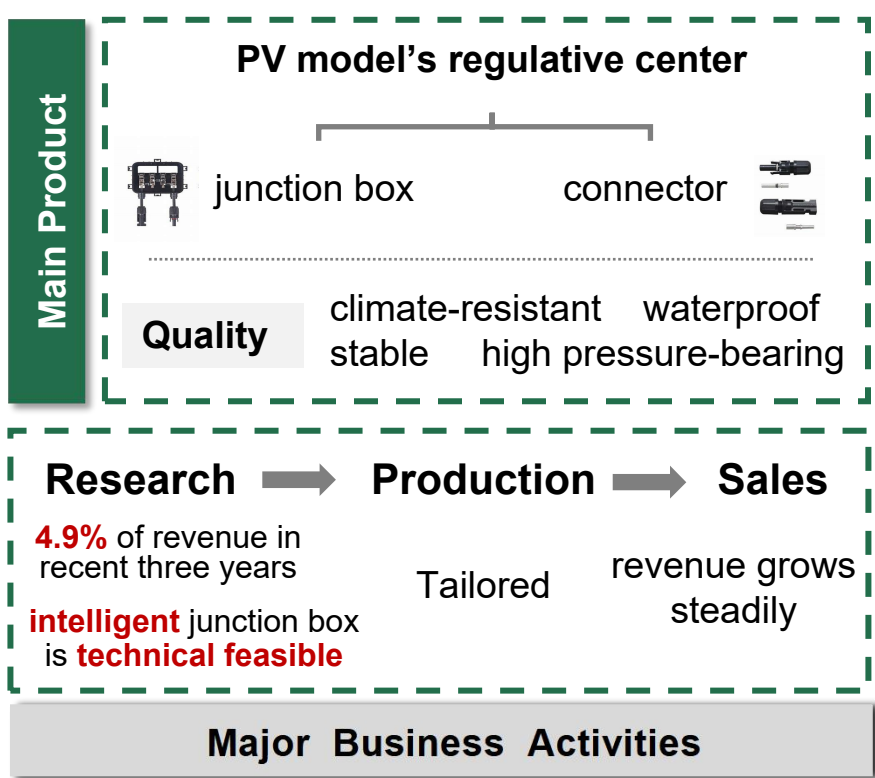 Main Product
PV model’s regulative center
junction box
connector
Quality
climate-resistant waterproof
stable high pressure-bearing
Research
Production
Sales
4.9% of revenue in
recent three years
intelligent junction box
is technical feasible
Tailored
revenue grows
steadily
Major Business Activities